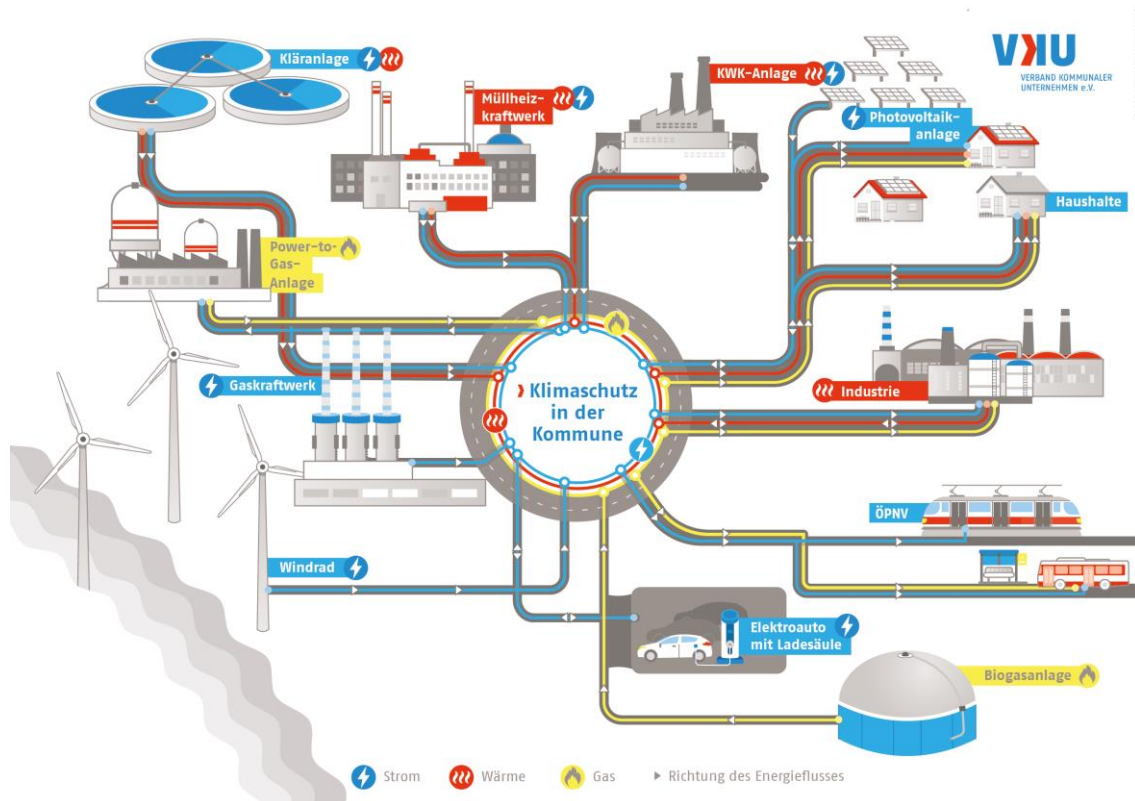 Kläranlage
Müllheiz-
kraftwerk
KWK-Anlage
VKU
VERBAND KOMMUNALER
UNTERNEHMEN e.V.
Photovoltaik-
anlage
Haushalte
Power-to-
Gas-
Anlage
Gaskraftwerk
Klimaschutz
in der
Kommune
Industrie
ÖPNV
Windrad
Elektroauto
mit Ladesäule
Biogasanlage
Strom
Wärme
Gas
Richtung des Energieflusses